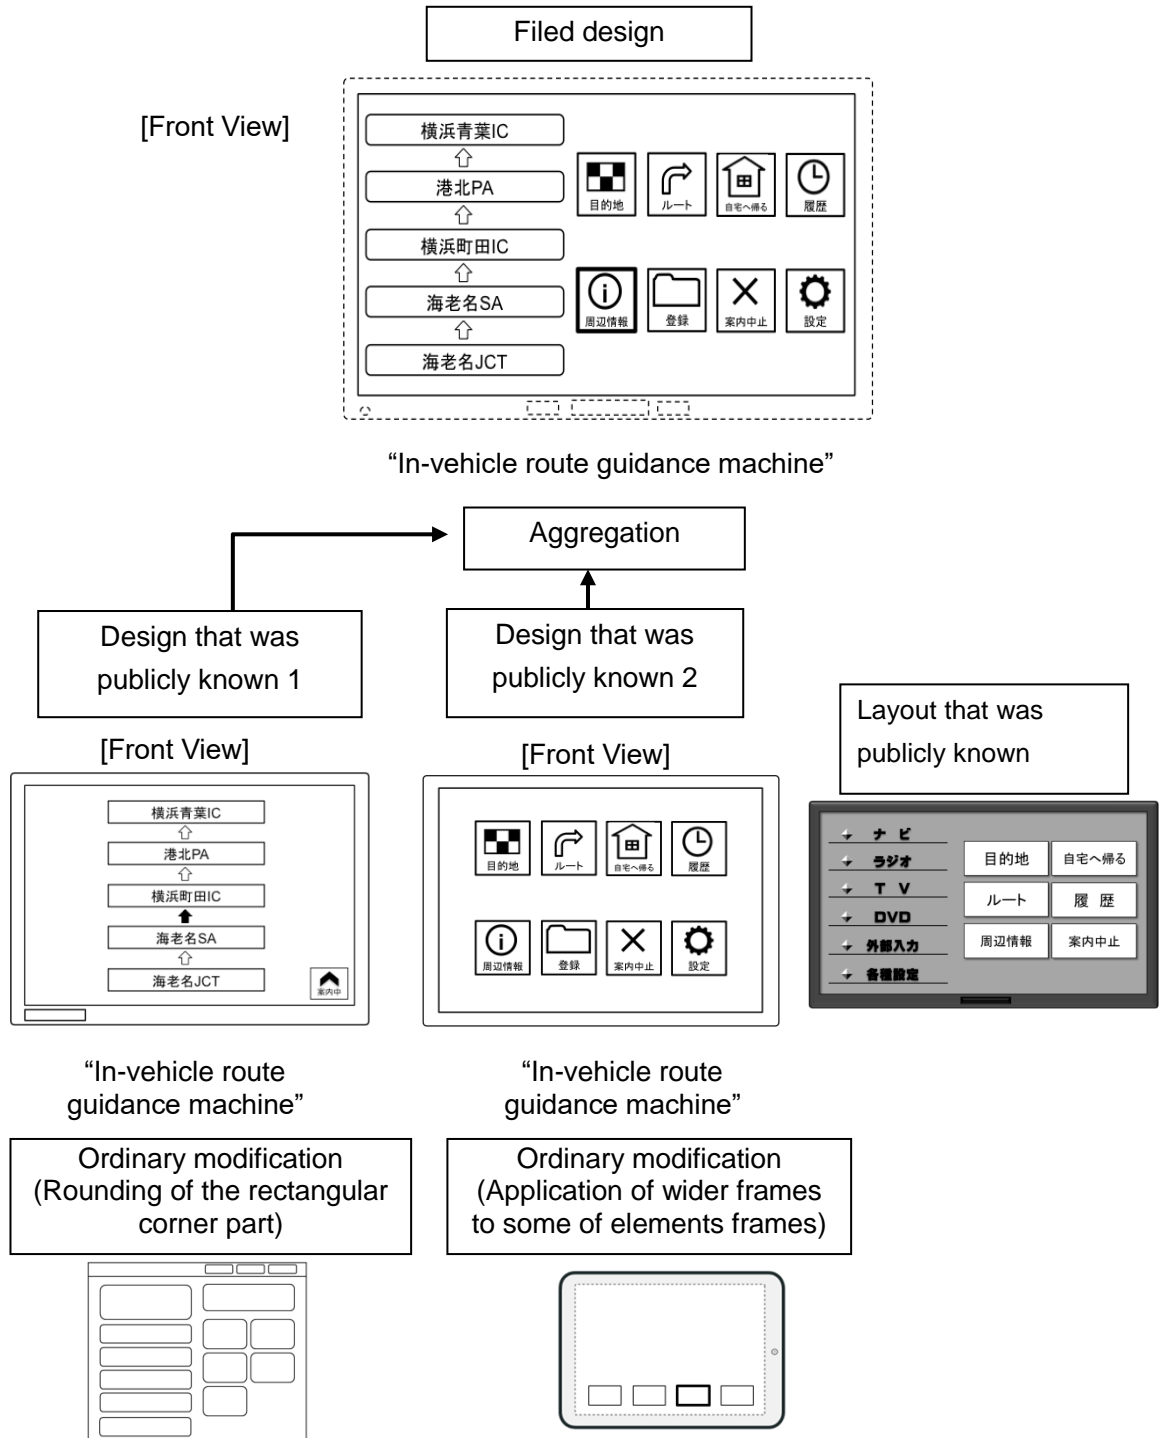 Filed design
[Front View]
横浜青葉IC
港北PA
横浜町田IC
海老名SA
海老名JCT
目的地
ルート
自宅へ帰る
履歴
周辺情報
登録
案内中止
設定
“In-vehicle route guidance machine”
Aggregation
Design that was
publicly known 1
Design that was
publicly known 2
Layout that was
publicly known
[Front View]
横浜青葉IC
港北PA
横浜町田IC
海老名SA
海老名JCT
案内中
[Front View]
目的地
ルート
自宅へ帰る
履歴
周辺情報
登録
案内中止
設定
ナビ
ラジオ
TV
DVD
外部入力
各種設定
目的地
自宅へ帰る
ルート
履歴
周辺情報
案内中止
“In-vehicle route
guidance machine”
“In-vehicle route
guidance machine”
Ordinary modification
(Rounding of the rectangular
corner part)
Ordinary modification
(Application of wider frames
to some of elements frames)